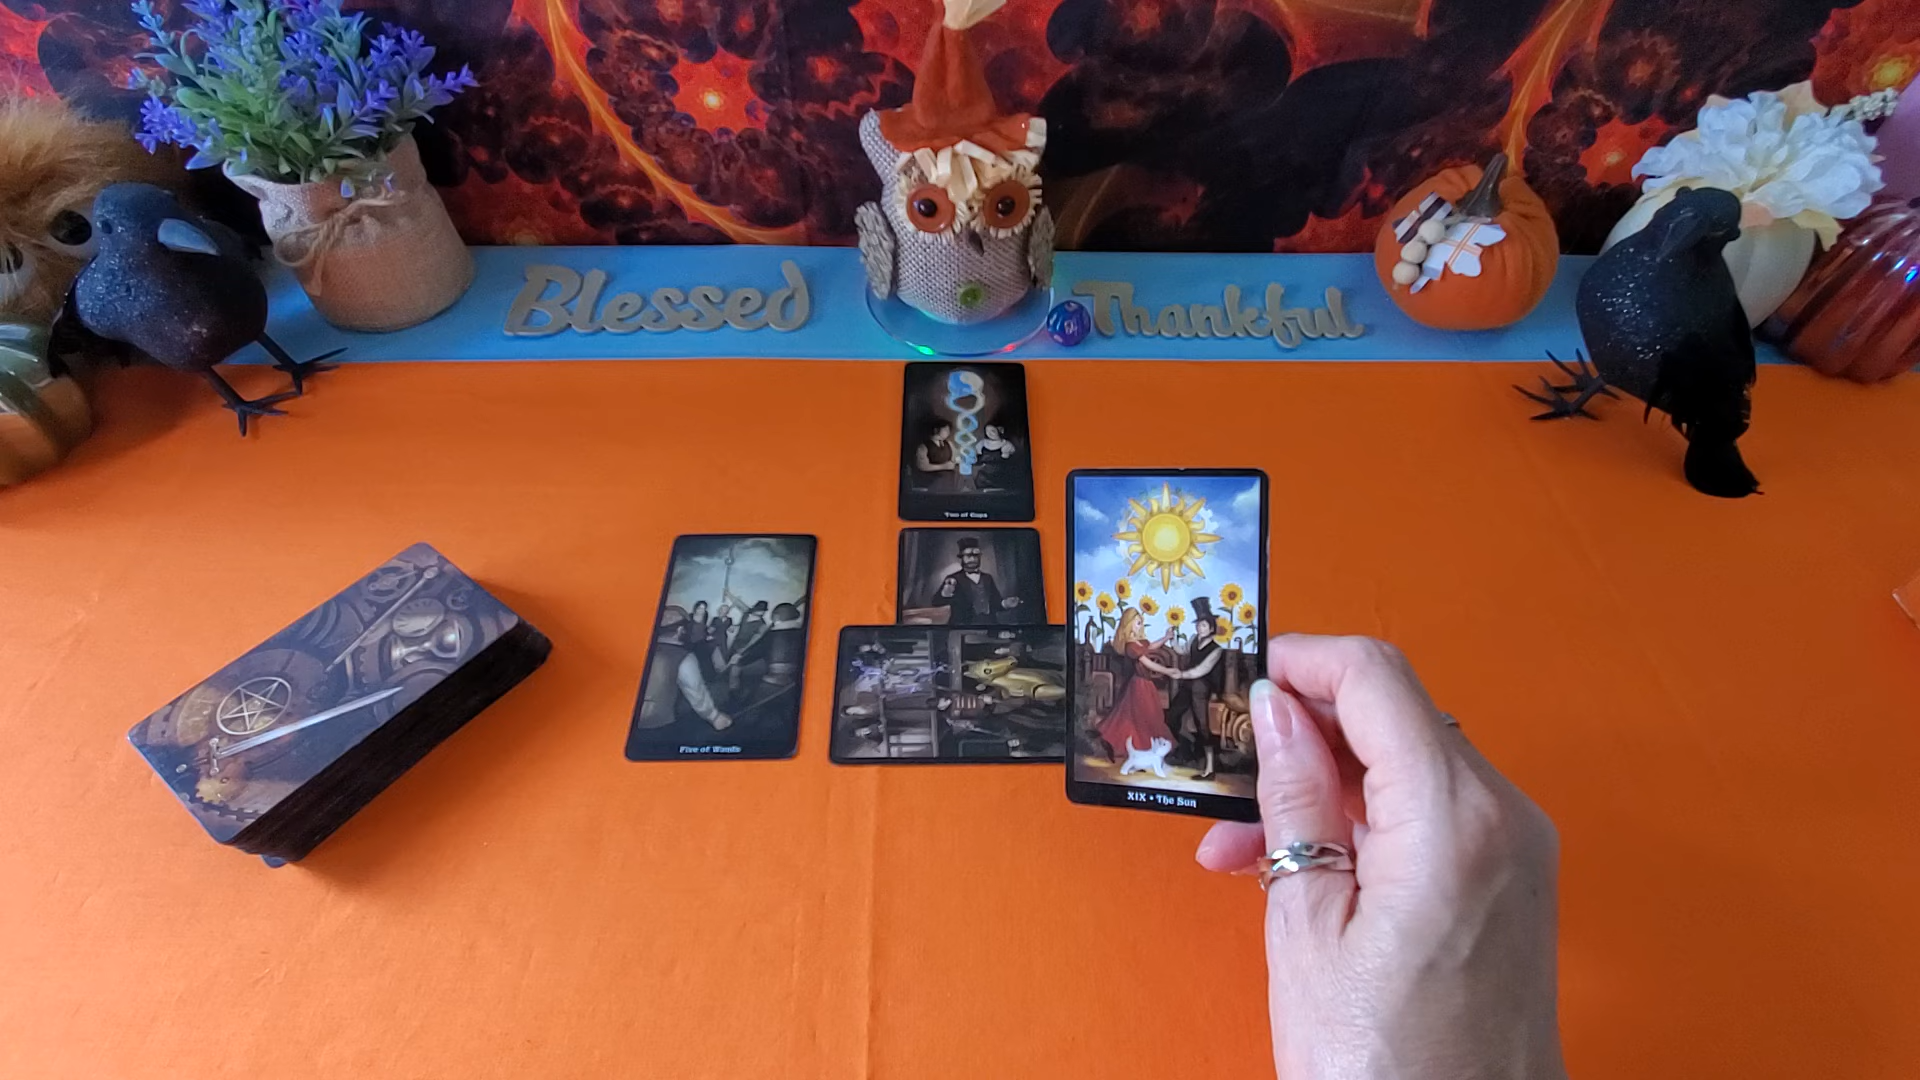 Blessed
Thankful
Two of Cups
Five of Wands
XIX • The Sun